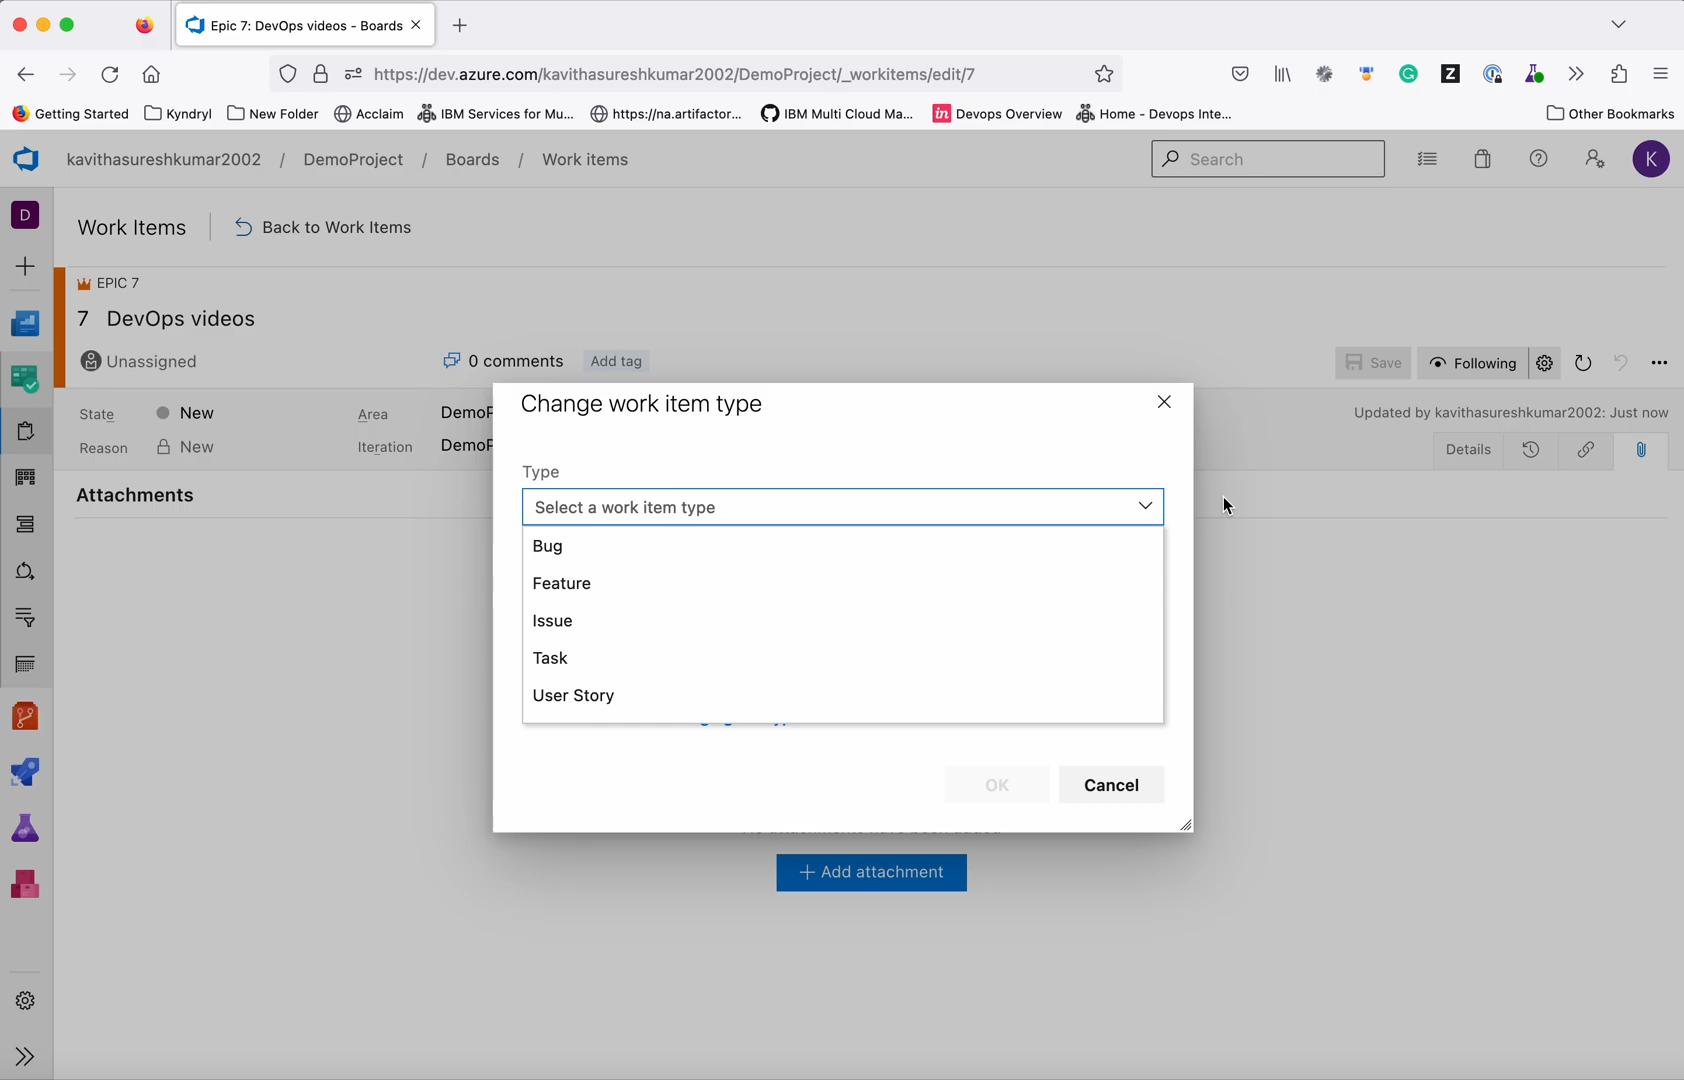 Epic 7: DevOps videos - Boards
https://dev.azure.com/kavithasureshkumar2002/DemoProject/_workitems/edit/7
Getting Started Kyndryl New Folder Acclaim IBM Services for Mu... https://na.artifactor... IBM Multi Cloud Ma... in Devops Overview Home - Devops Inte... Other Bookmarks
kavithasureshkumar2002 / DemoProject / Boards / Work items Search K
D Work Items Back to Work Items
EPIC 7
7 DevOps videos
Unassigned 0 comments Add tag Save Following
Change work item type
State New Area DemoP Updated by kavithasureshkumar2002: Just now
Reason New Iteration DemoP Details
Type
Attachments
Select a work item type
Bug
Feature
Issue
Task
User Story
OK Cancel
+ Add attachment